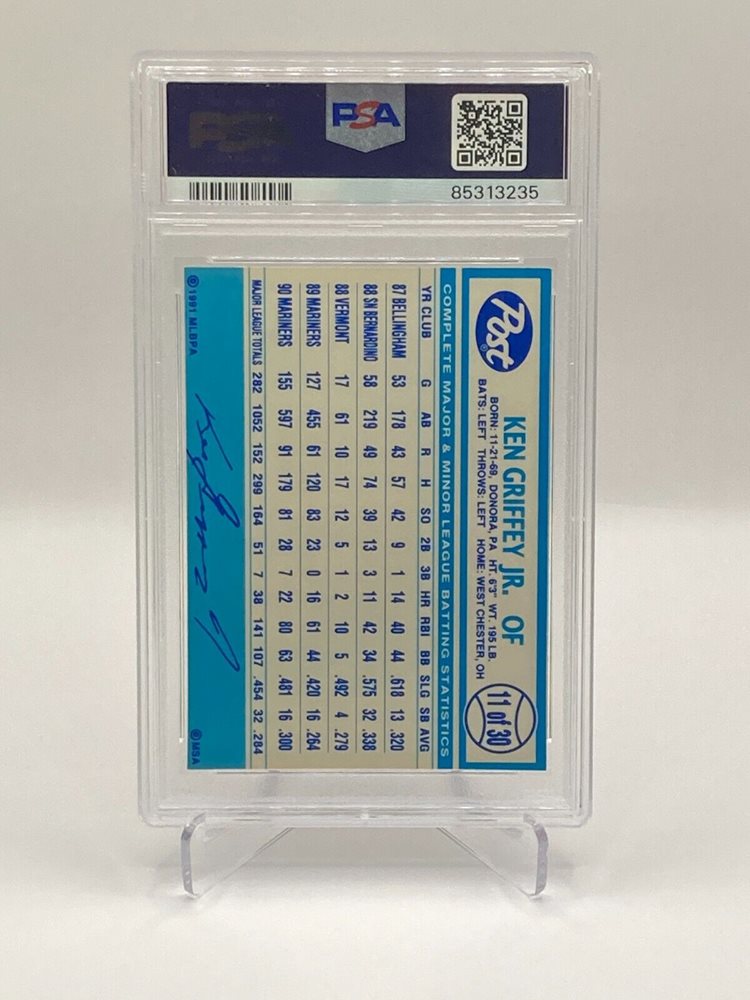 PSA
85313235
Post
KEN GRIFFEY JR. OF
BORN: 11-21-69, DONORA, PA HT. 6'3" WT. 195 LB.
BATS: LEFT THROWS: LEFT HOME: WEST CHESTER, OH
11 of 30
COMPLETE MAJOR & MINOR LEAGUE BATTING STATISTICS
YR CLUB G AB R H SO 2B 3B HR RBI BB SLG SB AVG
87 BELLINGHAM 53 178 43 57 42 9 1 14 40 44 .618 13 .320
88 SN BERNARDINO 58 219 49 74 39 13 3 11 42 34 .575 32 .338
88 VERMONT 17 61 10 17 12 5 1 2 10 5 .492 4 .279
89 MARINERS 127 455 61 120 83 23 0 16 61 44 .420 16 .264
90 MARINERS 155 597 91 179 81 28 7 22 80 63 .481 16 .300
MAJOR LEAGUE TOTALS 282 1052 152 299 164 51 7 38 141 107 .454 32 .284
Ken Griffey Jr
© 1991 MLBPA
© MSA